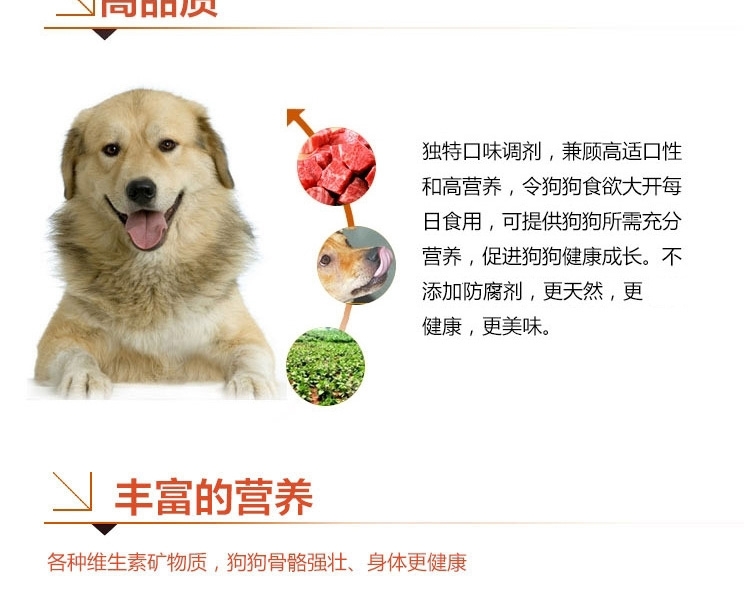 高品质
独特口味调剂，兼顾高适口性
和高营养，令狗狗食欲大开每
日食用，可提供狗狗所需充分
营养，促进狗狗健康成长。不
添加防腐剂，更天然，更
健康，更美味。
丰富的营养
各种维生素矿物质，狗狗骨骼强壮、身体更健康